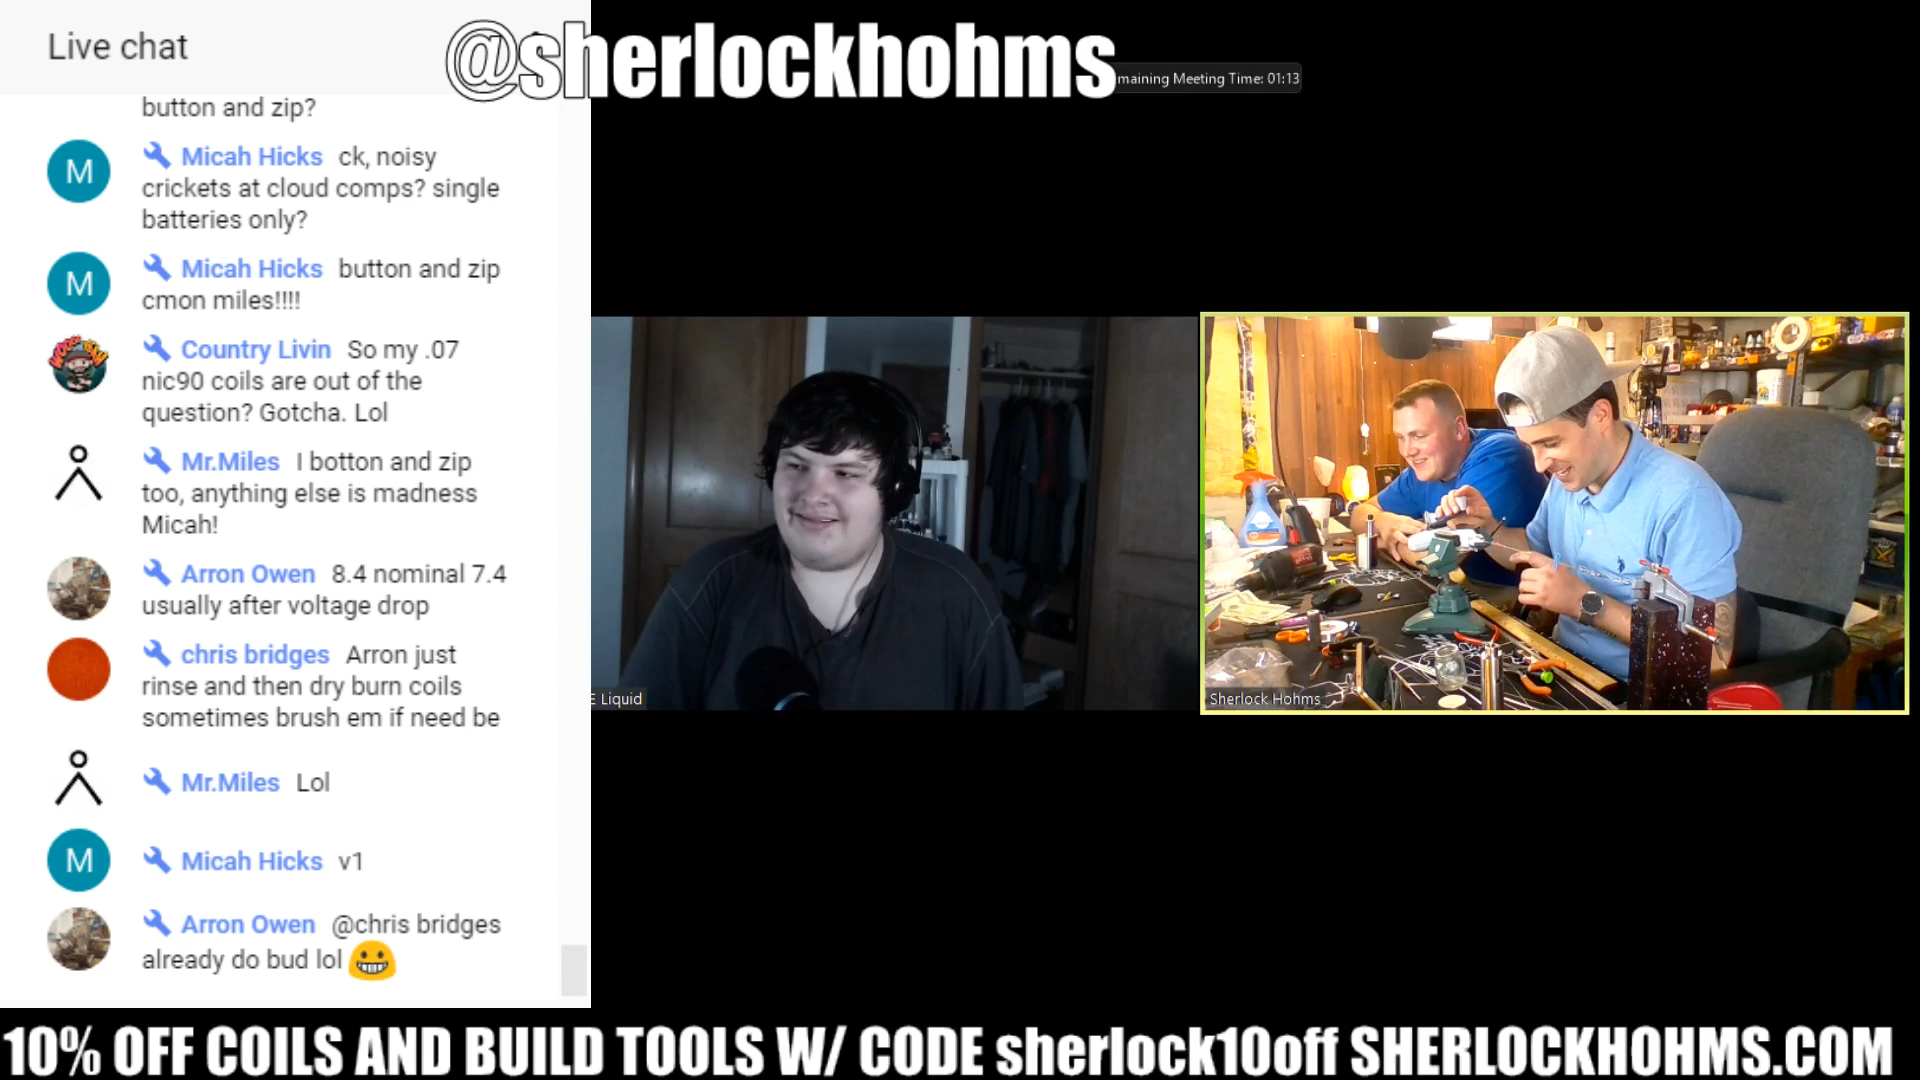 Live chat
@sherlockhohms
maining Meeting Time: 01:13
button and zip?
M
Micah Hicks ck, noisy
crickets at cloud comps? single
batteries only?
M
Micah Hicks button and zip
cmon miles!!!!
Country Livin So my .07
nic90 coils are out of the
question? Gotcha. Lol
Mr.Miles I botton and zip
too, anything else is madness
Micah!
Arron Owen 8.4 nominal 7.4
usually after voltage drop
chris bridges Arron just
rinse and then dry burn coils
sometimes brush em if need be
Mr.Miles Lol
M
Micah Hicks v1
Arron Owen @chris bridges
already do bud lol
E Liquid
Sherlock Hohms
10% OFF COILS AND BUILD TOOLS W/ CODE sherlock10off SHERLOCKHOHMS.COM